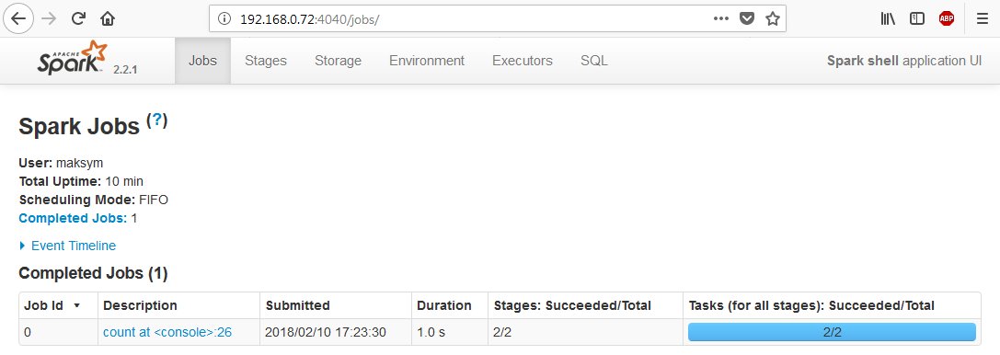 192.168.0.72:4040/jobs/
ABP
APACHE
Spark 2.2.1 Jobs Stages Storage Environment Executors SQL Spark shell application UI
Spark Jobs (?)
User: maksym
Total Uptime: 10 min
Scheduling Mode: FIFO
Completed Jobs: 1
Event Timeline
Completed Jobs (1)
Job Id Description Submitted Duration Stages: Succeeded/Total Tasks (for all stages): Succeeded/Total
0 count at <console>:26 2018/02/10 17:23:30 1.0 s 2/2 2/2